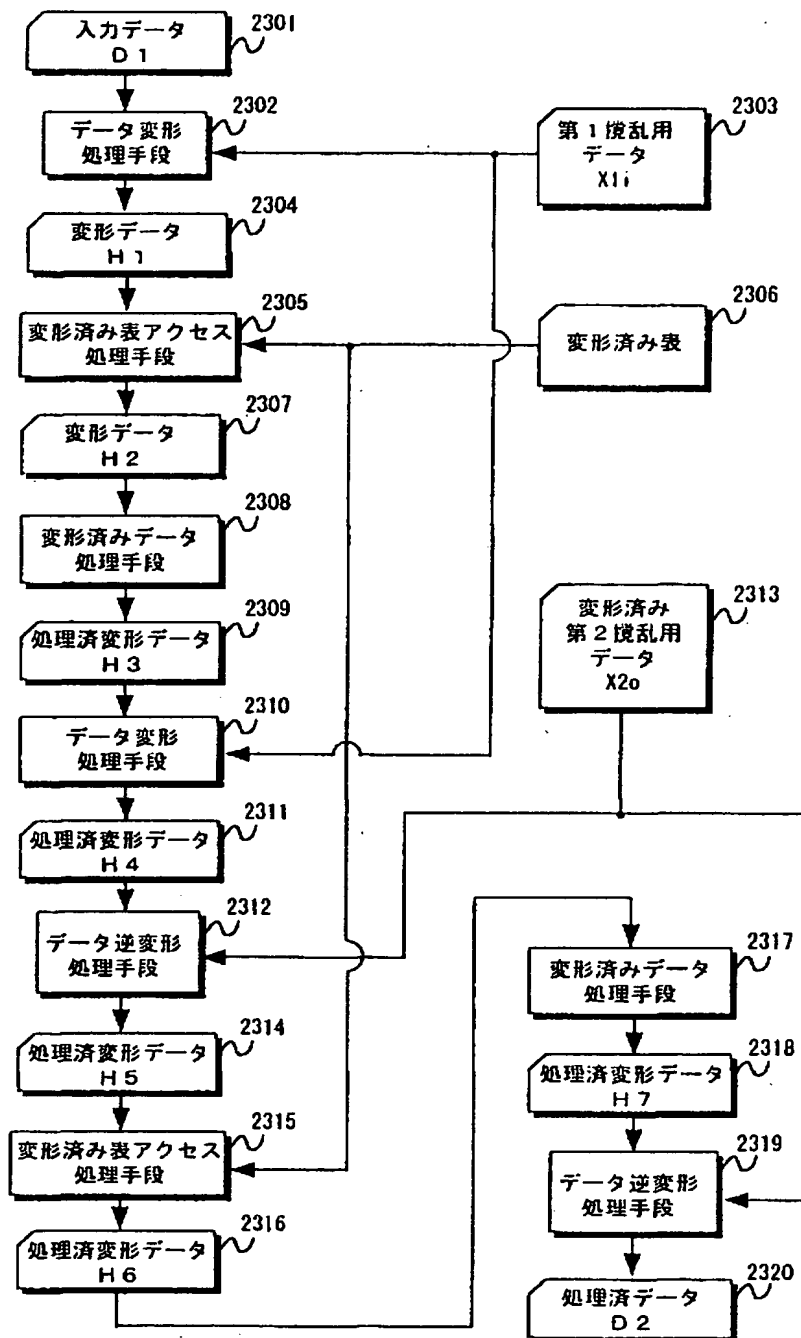 入力データ
D1
2301
データ変形
処理手段
2302
第1撹乱用
データ
X1i
2303
変形データ
H1
2304
変形済み表アクセス
処理手段
2305
変形済み表
2306
変形データ
H2
2307
変形済みデータ
処理手段
2308
処理済変形データ
H3
2309
変形済み
第2撹乱用
データ
X2o
2313
データ変形
処理手段
2310
処理済変形データ
H4
2311
データ逆変形
処理手段
2312
処理済変形データ
H5
2314
変形済み表アクセス
処理手段
2315
処理済変形データ
H6
2316
変形済みデータ
処理手段
2317
処理済変形データ
H7
2318
データ逆変形
処理手段
2319
処理済データ
D2
2320